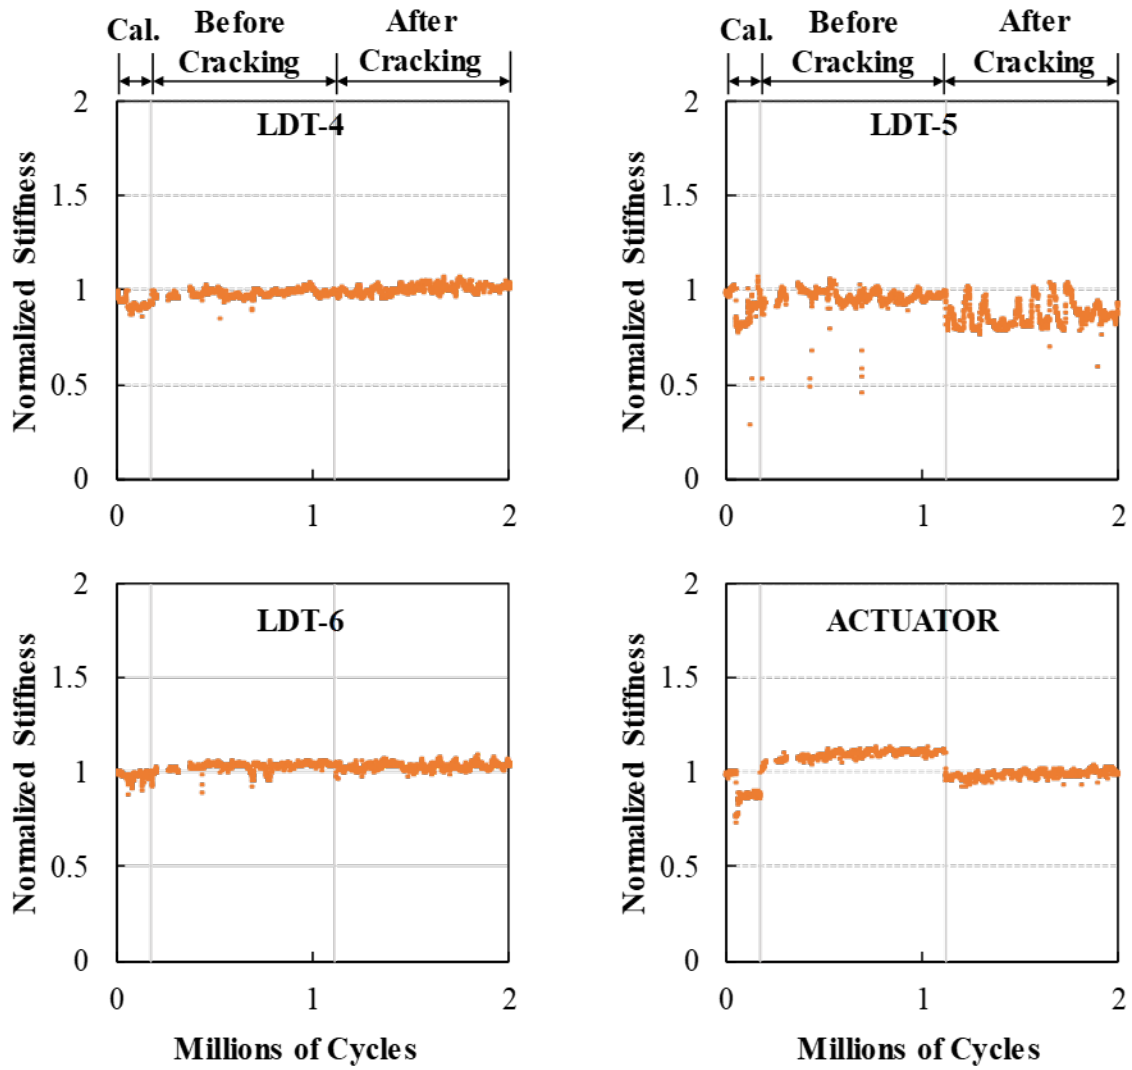 Cal.
Before
Cracking
After
Cracking
LDT-4
Normalized Stiffness
2
1.5
1
0.5
0
0
1
2
Cal.
Before
Cracking
After
Cracking
LDT-5
Normalized Stiffness
2
1.5
1
0.5
0
0
1
2
LDT-6
Normalized Stiffness
2
1.5
1
0.5
0
0
1
2
Millions of Cycles
ACTUATOR
Normalized Stiffness
2
1.5
1
0.5
0
0
1
2
Millions of Cycles